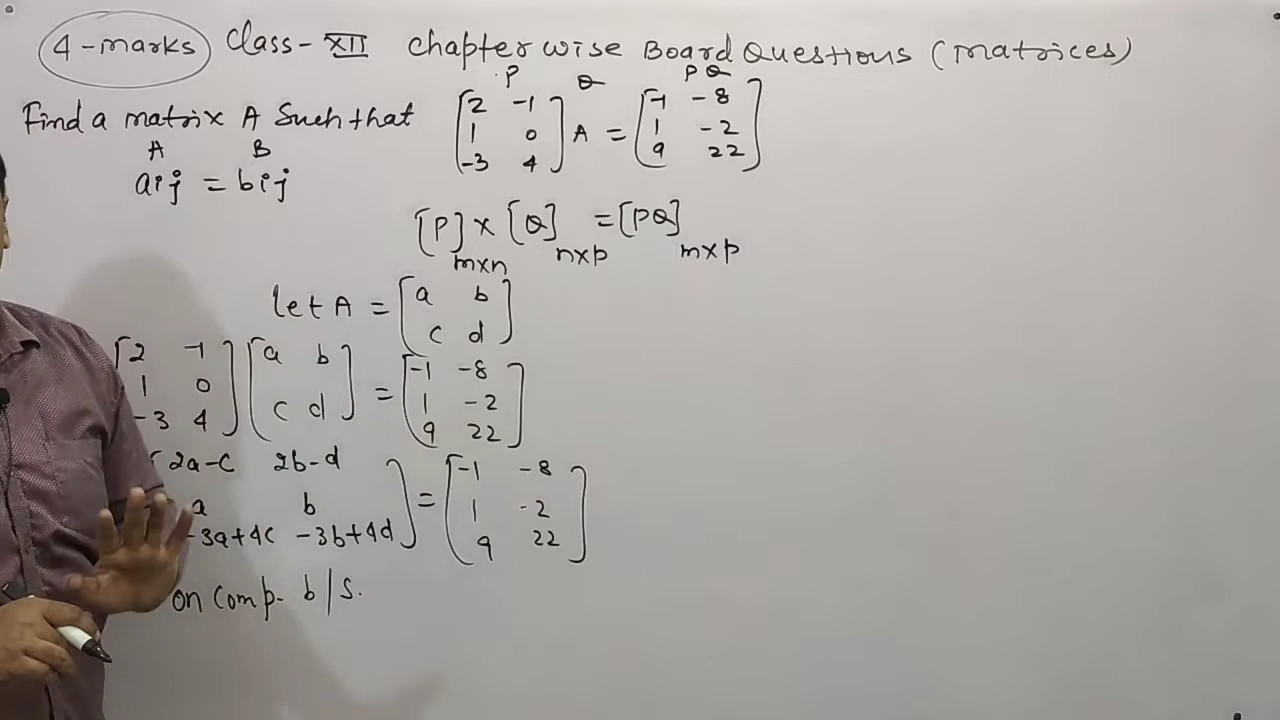 4-marks Class-XII Chapterwise Board Questions (Matrices)
P Q PQ
Find a matrix A Such that [2 -1
1 0
-3 4] A = [-1 -8
1 -2
9 22]
A B
aij = bij
[P]m×n × [Q]n×p = [PQ]m×p
let A = [a b
c d]
[2 -1
1 0
-3 4] [a b
c d] = [-1 -8
1 -2
9 22]
[2a-c 2b-d
a b
-3a+4c -3b+4d] = [-1 -8
1 -2
9 22]
on comp. b/s.